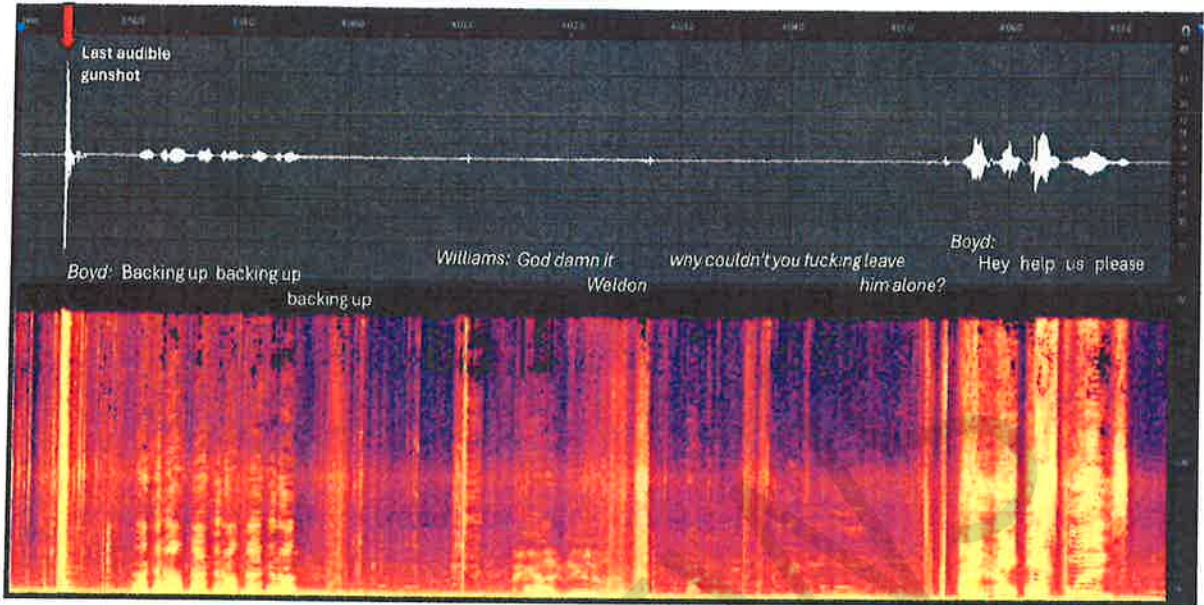 Last audible
gunshot
Boyd: Backing up backing up
backing up
Williams: God damn it
Weldon
why couldn't you fucking leave
him alone?
Boyd:
Hey help us please